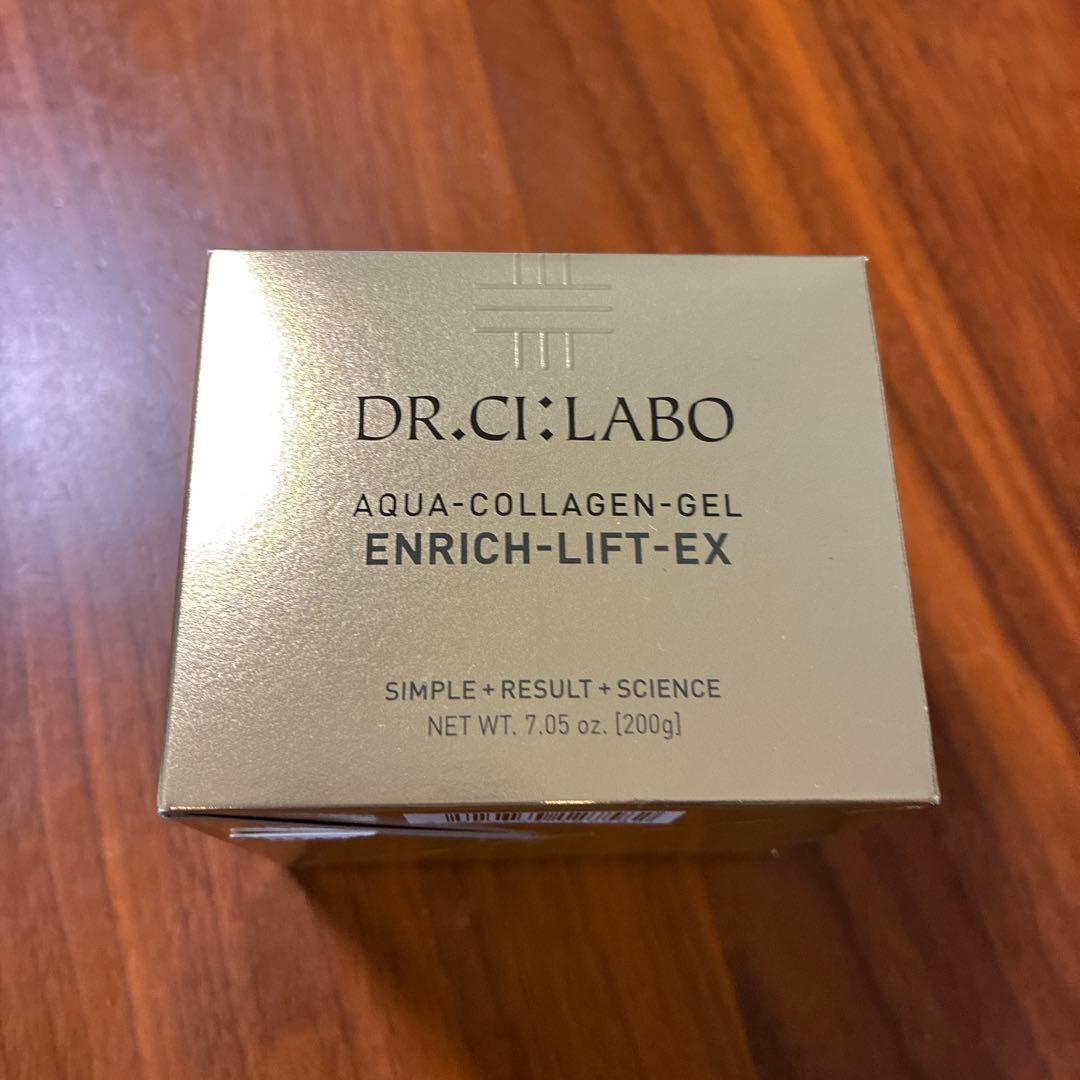 DR.CI:LABO
AQUA-COLLAGEN-GEL
ENRICH-LIFT-EX
SIMPLE + RESULT + SCIENCE
NET WT. 7.05 oz. [200g]